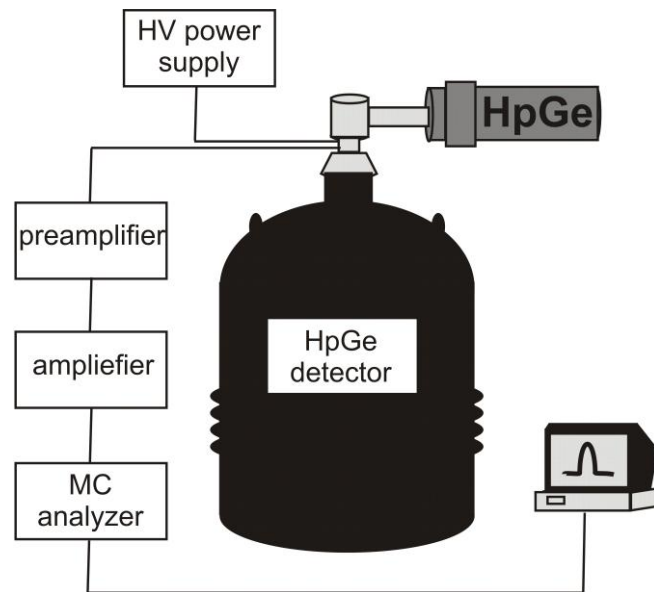 HV power
supply
HpGe
preamplifier
HpGe
detector
ampliefier
MC
analyzer